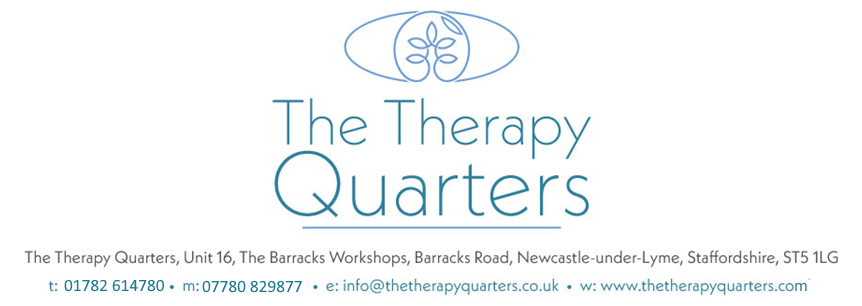 The Therapy
Quarters
The Therapy Quarters, Unit 16, The Barracks Workshops, Barracks Road, Newcastle-under-Lyme, Staffordshire, ST5 1LG
t: 01782 614780 • m: 07780 829877 • e: info@thetherapyquarters.co.uk • w: www.thetherapyquarters.com